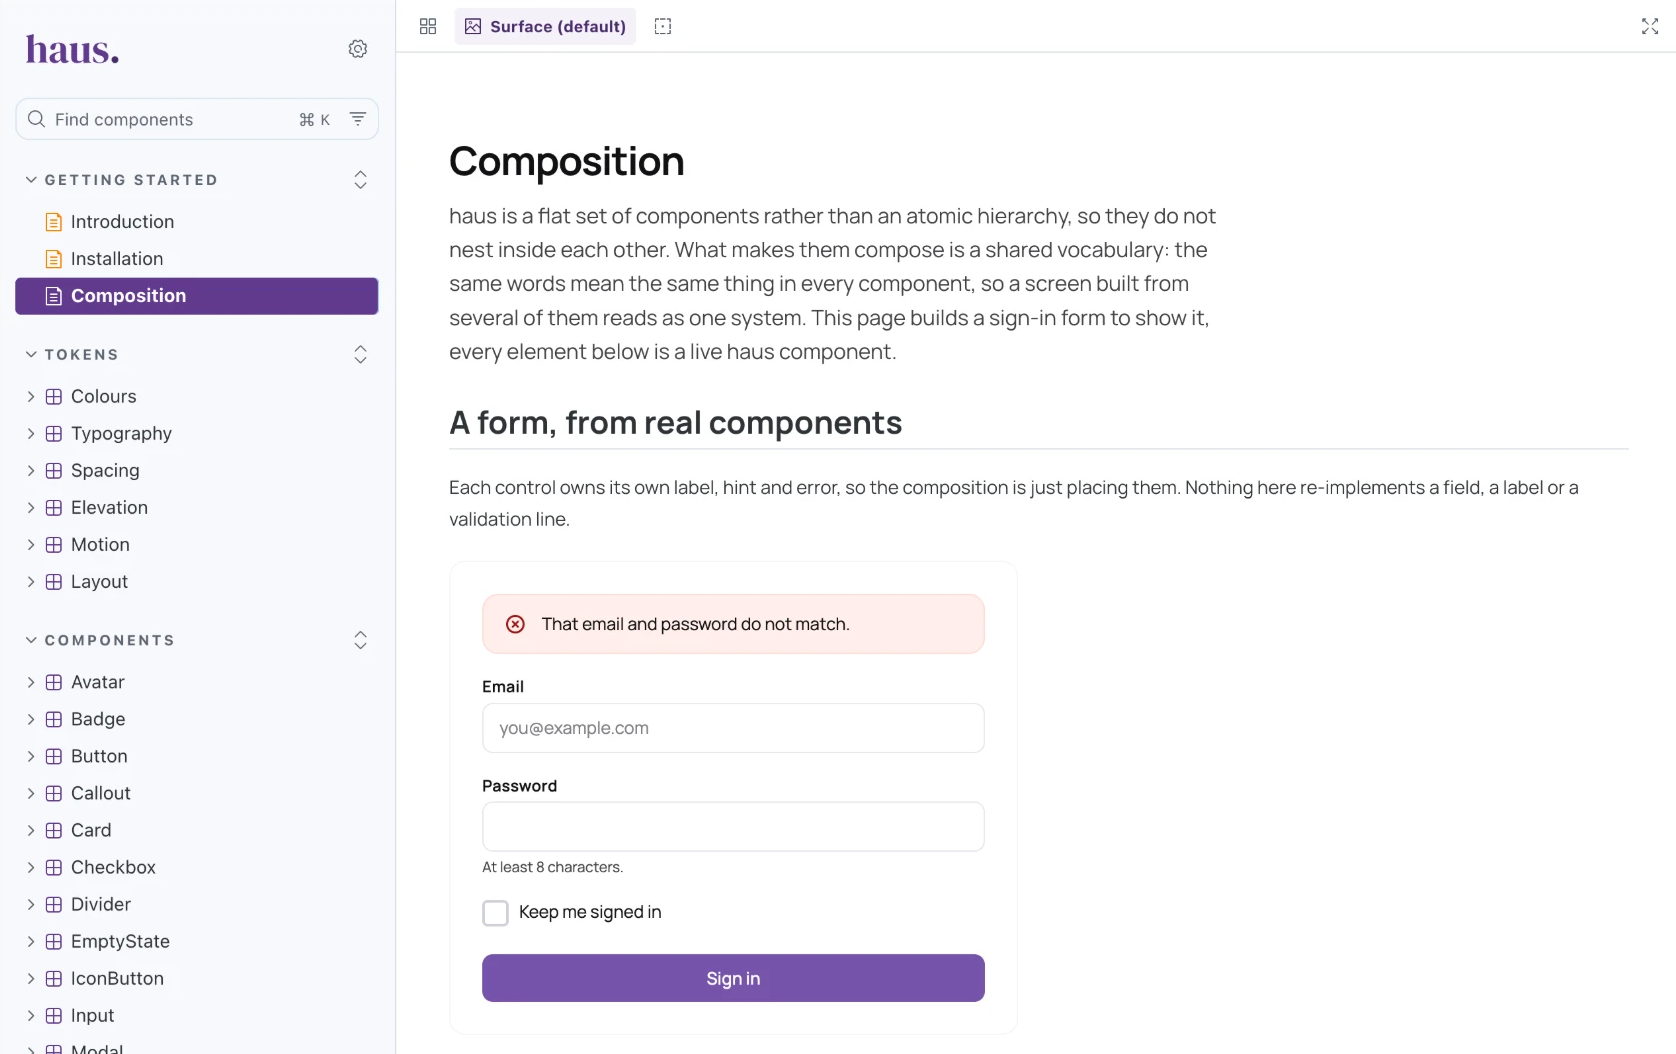 haus.
Find components
⌘ K
GETTING STARTED
Introduction
Installation
Composition
TOKENS
Colours
Typography
Spacing
Elevation
Motion
Layout
COMPONENTS
Avatar
Badge
Button
Callout
Card
Checkbox
Divider
EmptyState
IconButton
Input
Modal
Surface (default)
Composition
haus is a flat set of components rather than an atomic hierarchy, so they do not
nest inside each other. What makes them compose is a shared vocabulary: the
same words mean the same thing in every component, so a screen built from
several of them reads as one system. This page builds a sign-in form to show it,
every element below is a live haus component.
A form, from real components
Each control owns its own label, hint and error, so the composition is just placing them. Nothing here re-implements a field, a label or a
validation line.
That email and password do not match.
Email
you@example.com
Password
At least 8 characters.
Keep me signed in
Sign in